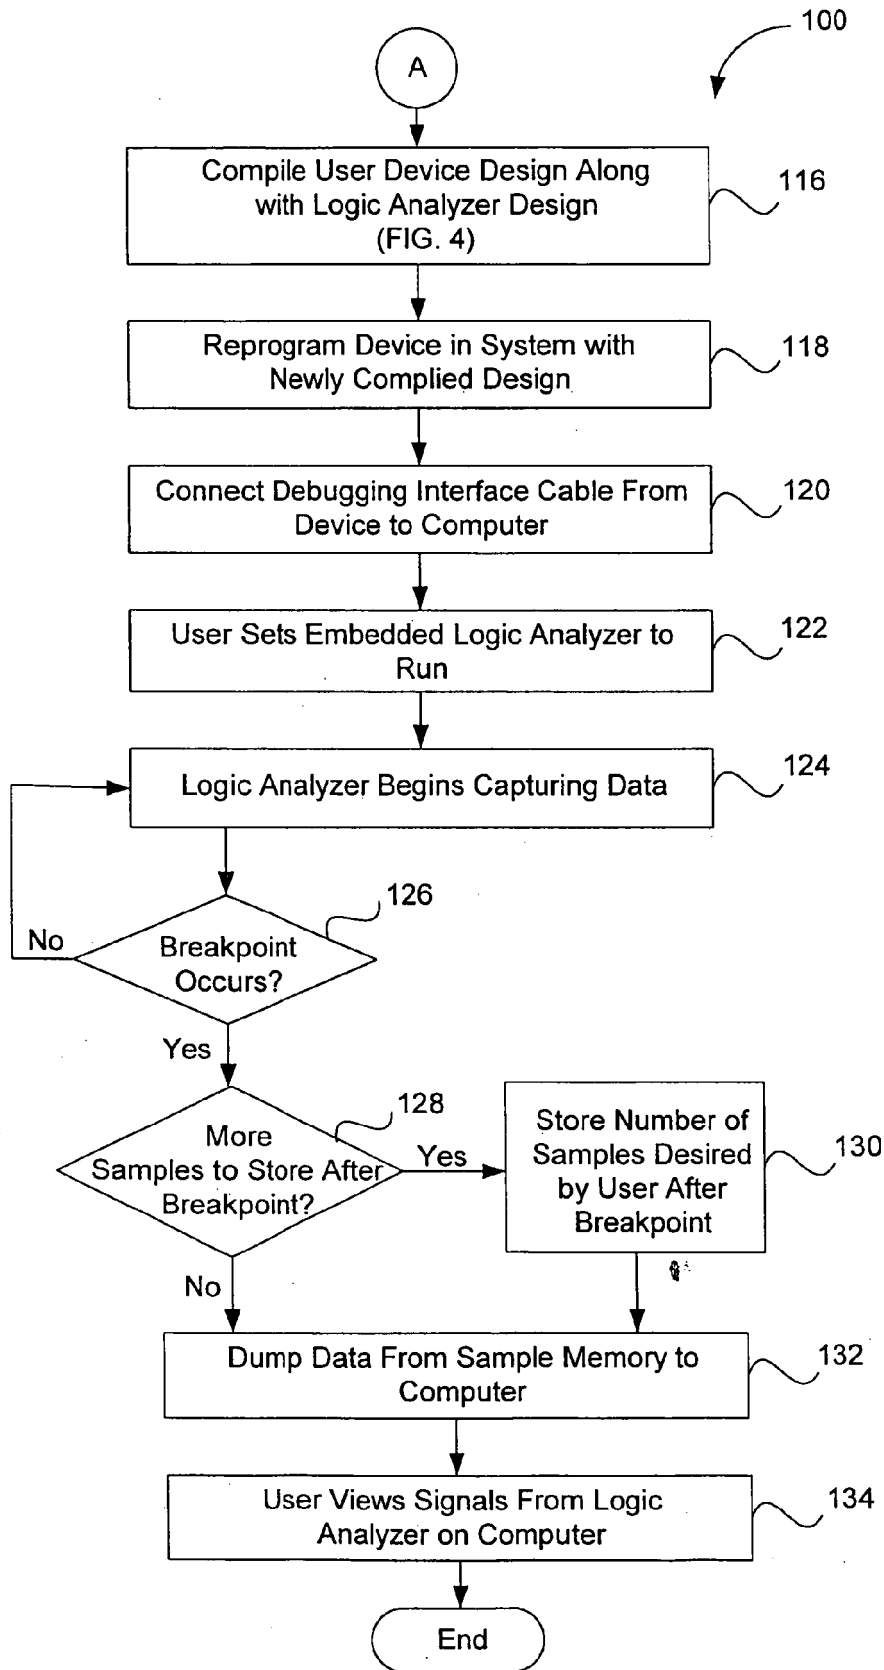 100
A
Compile User Device Design Along
with Logic Analyzer Design
(FIG. 4)
116
Reprogram Device in System with
Newly Complied Design
118
Connect Debugging Interface Cable From
Device to Computer
120
User Sets Embedded Logic Analyzer to
Run
122
Logic Analyzer Begins Capturing Data
124
126
No
Breakpoint
Occurs?
Yes
128
More
Samples to Store After
Breakpoint?
Yes
Store Number of
Samples Desired
by User After
Breakpoint
130
No
Dump Data From Sample Memory to
Computer
132
User Views Signals From Logic
Analyzer on Computer
134
End